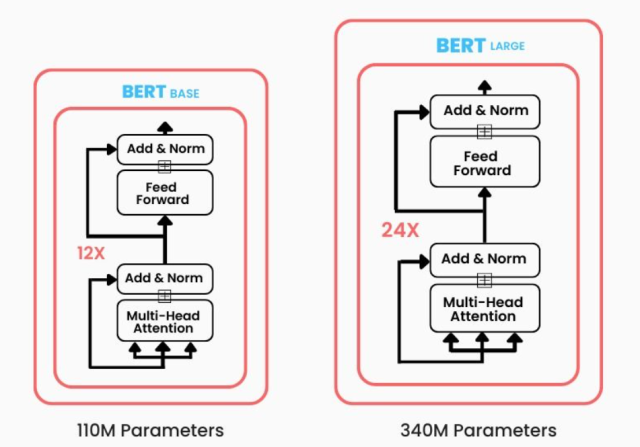 BERT BASE
Add & Norm
Feed
Forward
12X
Add & Norm
Multi-Head
Attention
110M Parameters
BERT LARGE
Add & Norm
Feed
Forward
24X
Add & Norm
Multi-Head
Attention
340M Parameters